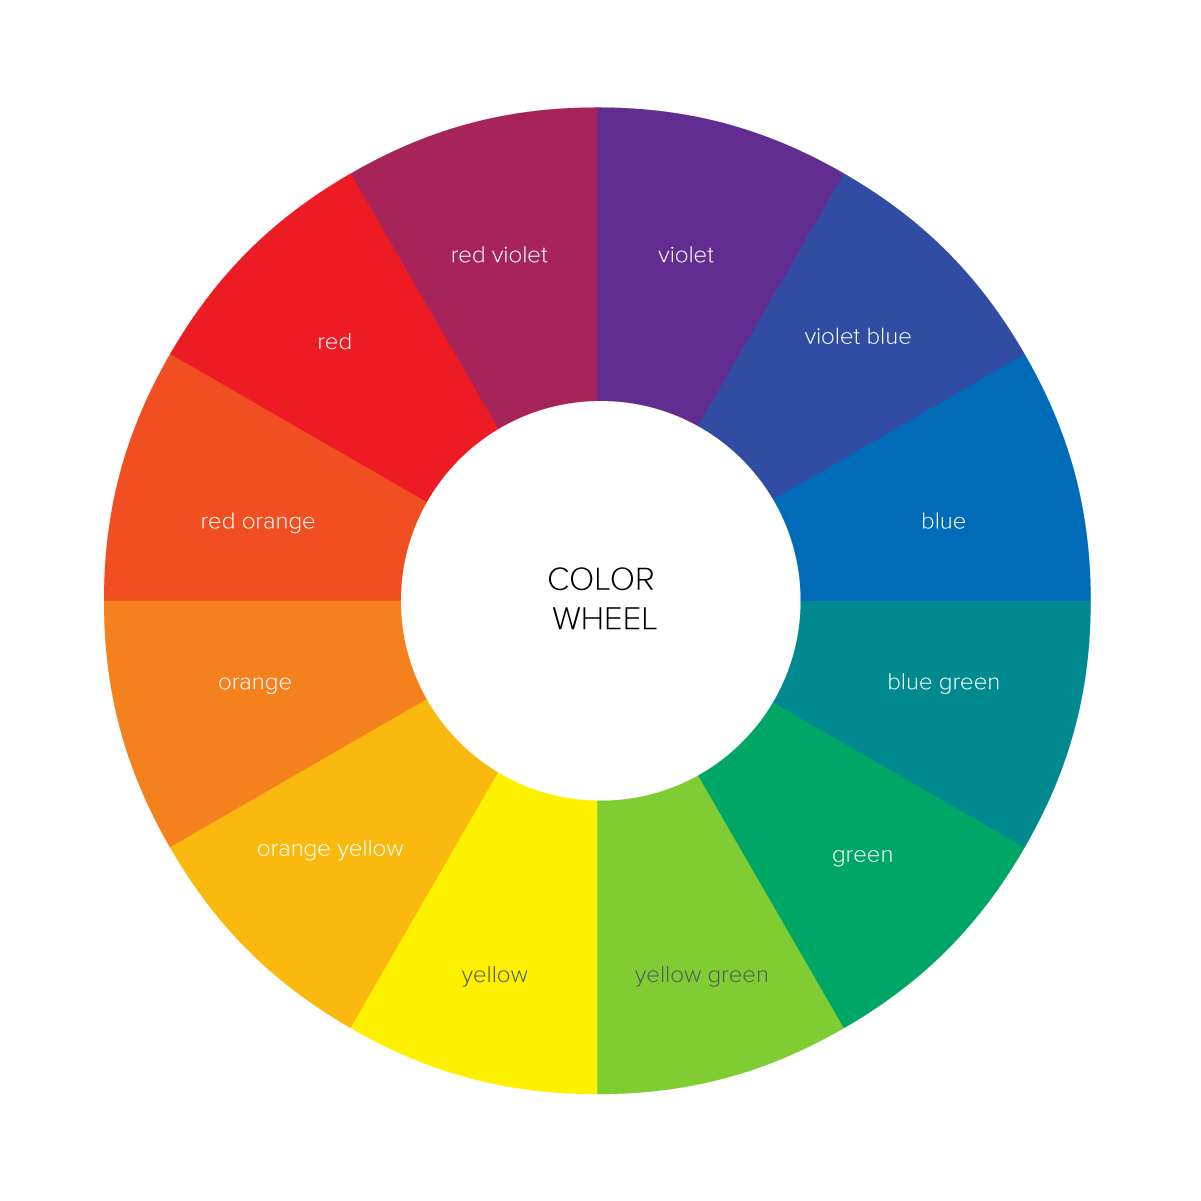 red violet
violet
red
violet blue
red orange
blue
COLOR
WHEEL
orange
blue green
orange yellow
green
yellow
yellow green